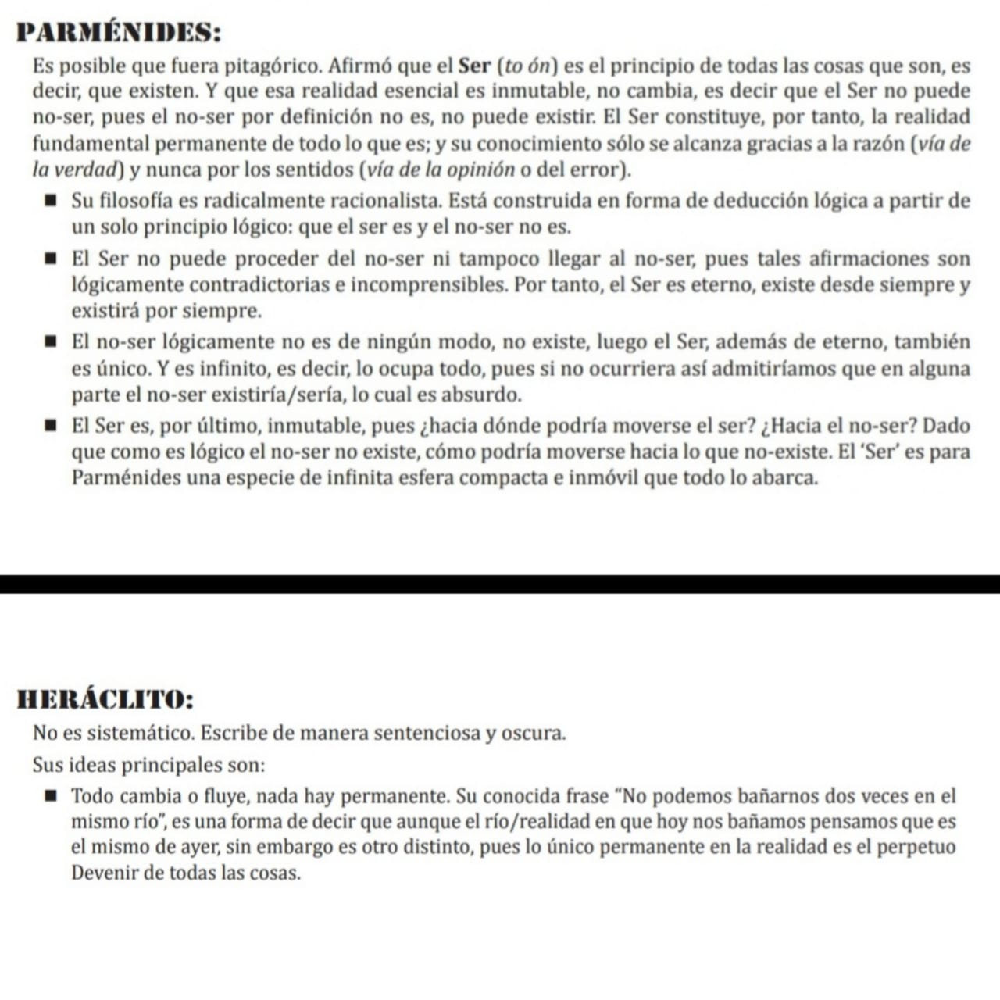 PARMÉNIDES:
Es posible que fuera pitagórico. Afirmó que el Ser (to ón) es el principio de todas las cosas que son, es
decir, que existen. Y que esa realidad esencial es inmutable, no cambia, es decir que el Ser no puede
no-ser, pues el no-ser por definición no es, no puede existir. El Ser constituye, por tanto, la realidad
fundamental permanente de todo lo que es; y su conocimiento sólo se alcanza gracias a la razón (vía de
la verdad) y nunca por los sentidos (vía de la opinión o del error).
■ Su filosofía es radicalmente racionalista. Está construida en forma de deducción lógica a partir de
un solo principio lógico: que el ser es y el no-ser no es.
■ El Ser no puede proceder del no-ser ni tampoco llegar al no-ser, pues tales afirmaciones son
lógicamente contradictorias e incomprensibles. Por tanto, el Ser es eterno, existe desde siempre y
existirá por siempre.
■ El no-ser lógicamente no es de ningún modo, no existe, luego el Ser, además de eterno, también
es único. Y es infinito, es decir, lo ocupa todo, pues si no ocurriera así admitiríamos que en alguna
parte el no-ser existiría/sería, lo cual es absurdo.
■ El Ser es, por último, inmutable, pues ¿hacia dónde podría moverse el ser? ¿Hacia el no-ser? Dado
que como es lógico el no-ser no existe, cómo podría moverse hacia lo que no-existe. El ‘Ser’ es para
Parménides una especie de infinita esfera compacta e inmóvil que todo lo abarca.
HERÁCLITO:
No es sistemático. Escribe de manera sentenciosa y oscura.
Sus ideas principales son:
■ Todo cambia o fluye, nada hay permanente. Su conocida frase “No podemos bañarnos dos veces en el
mismo río”, es una forma de decir que aunque el río/realidad en que hoy nos bañamos pensamos que es
el mismo de ayer, sin embargo es otro distinto, pues lo único permanente en la realidad es el perpetuo
Devenir de todas las cosas.